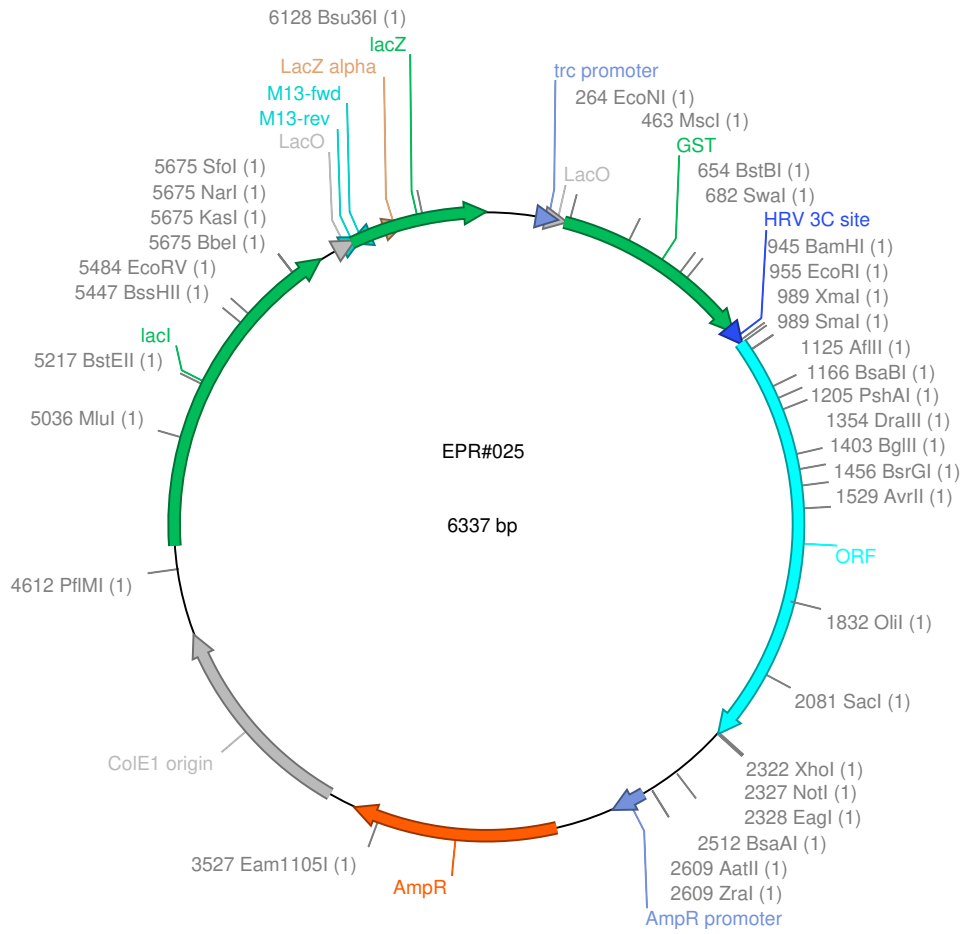 6128 Bsu36I (1)
lacZ
LacZ alpha
M13-fwd
M13-rev
LacO
5675 SfoI (1)
5675 NarI (1)
5675 KasI (1)
5675 BbeI (1)
5484 EcoRV (1)
5447 BssHII (1)
lacI
5217 BstEII (1)
5036 MluI (1)
4612 PflMI (1)
ColE1 origin
3527 Eam1105I (1)
AmpR
trc promoter
264 EcoNI (1)
463 MscI (1)
GST
LacO
654 BstBI (1)
682 SwaI (1)
HRV 3C site
945 BamHI (1)
955 EcoRI (1)
989 XmaI (1)
989 SmaI (1)
1125 AflII (1)
1166 BsaBI (1)
1205 PshAI (1)
1354 DraIII (1)
1403 BglII (1)
1456 BsrGI (1)
1529 AvrII (1)
ORF
1832 OliI (1)
2081 SacI (1)
2322 XhoI (1)
2327 NotI (1)
2328 EagI (1)
2512 BsaAI (1)
2609 AatII (1)
2609 ZraI (1)
AmpR promoter
EPR#025
6337 bp